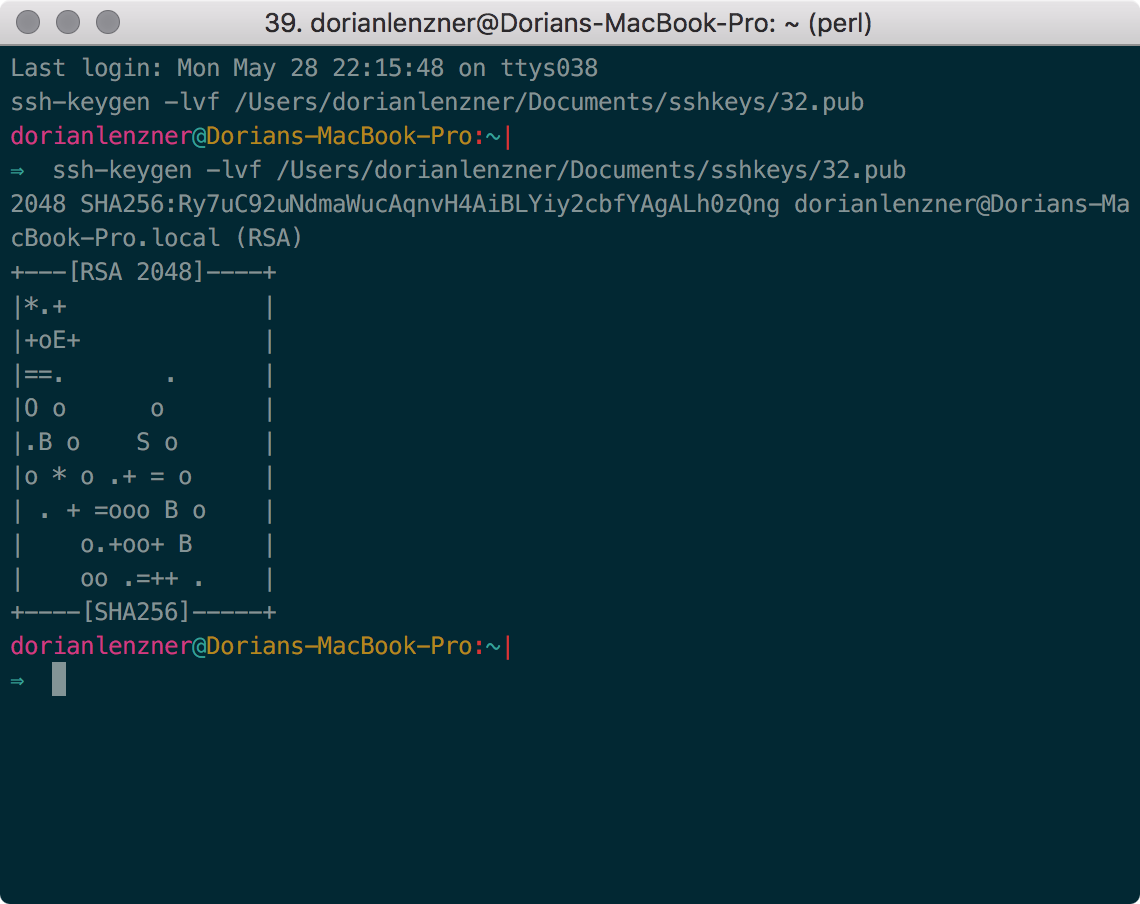 39. dorianlenzner@Dorians-MacBook-Pro: ~ (perl)
Last login: Mon May 28 22:15:48 on ttys038
ssh-keygen -lvf /Users/dorianlenzner/Documents/sshkeys/32.pub
dorianlenzner@Dorians-MacBook-Pro:~|
⇒  ssh-keygen -lvf /Users/dorianlenzner/Documents/sshkeys/32.pub
2048 SHA256:Ry7uC92uNdmaWucAqnvH4AiBLYiy2cbfYAgALh0zQng dorianlenzner@Dorians-Ma
cBook-Pro.local (RSA)
+---[RSA 2048]----+
|*.+              |
|+oE+             |
|==.       .      |
|O o      o       |
|.B o    S o      |
|o * o .+ = o     |
| . + =ooo B o    |
|    o.+oo+ B     |
|    oo .=++ .    |
+----[SHA256]-----+
dorianlenzner@Dorians-MacBook-Pro:~|
⇒